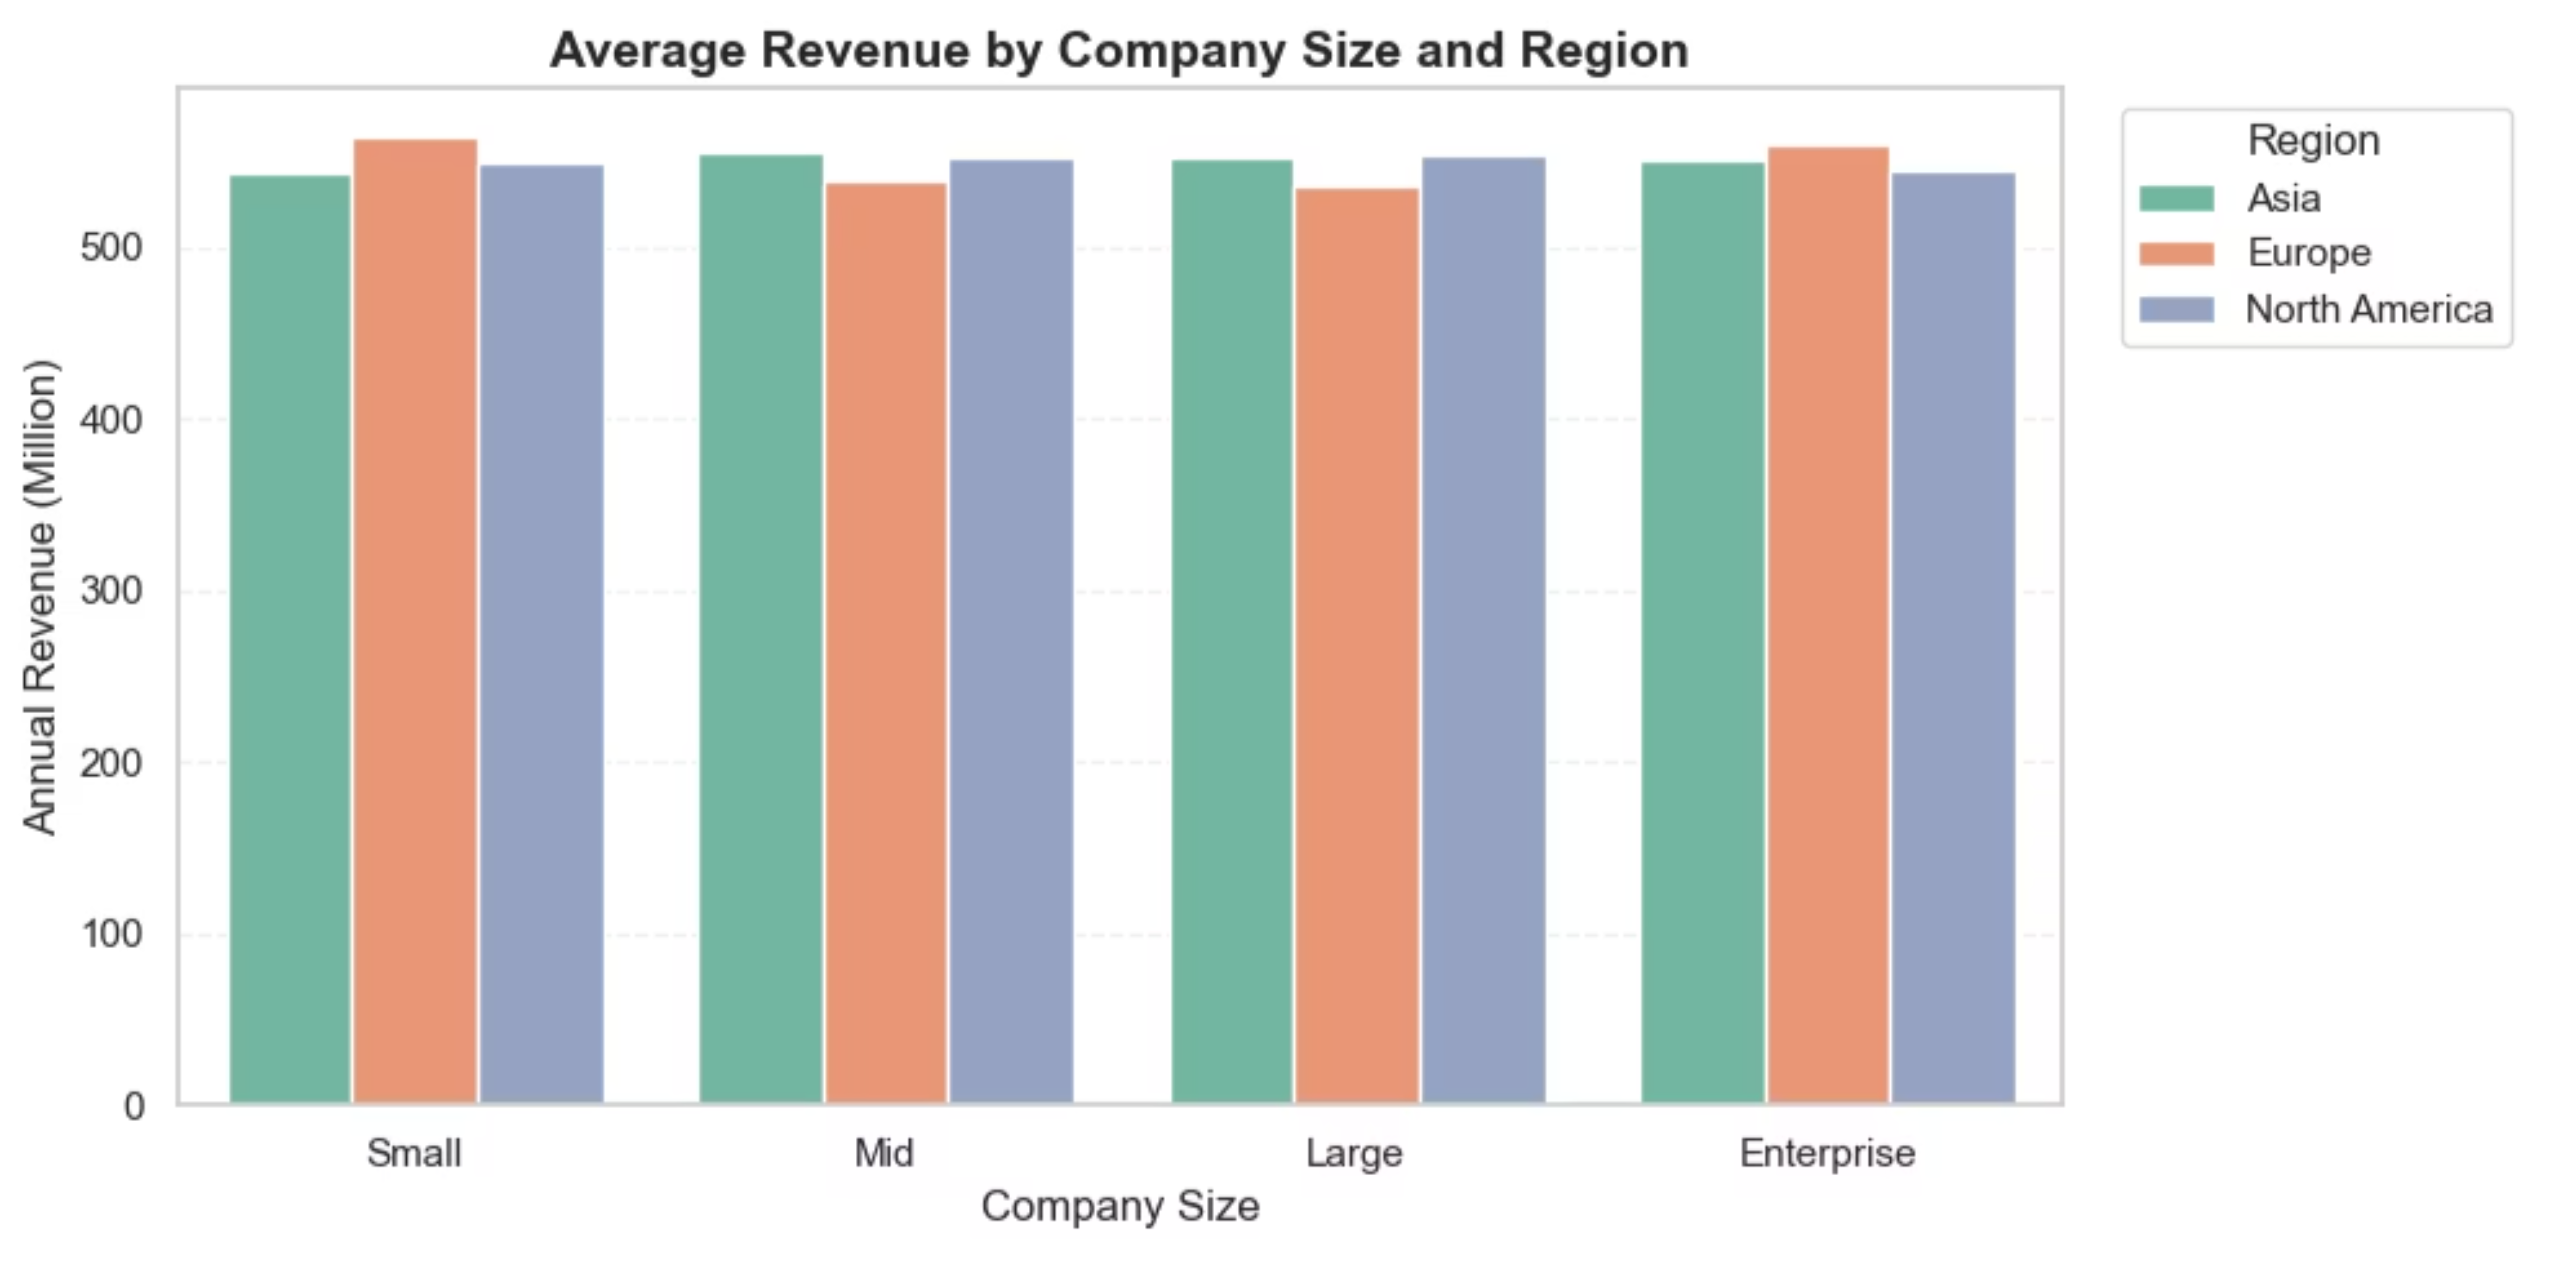 Average Revenue by Company Size and Region
Region
Asia
Europe
North America
Annual Revenue (Million)
500
400
300
200
100
0
Small
Mid
Large
Enterprise
Company Size